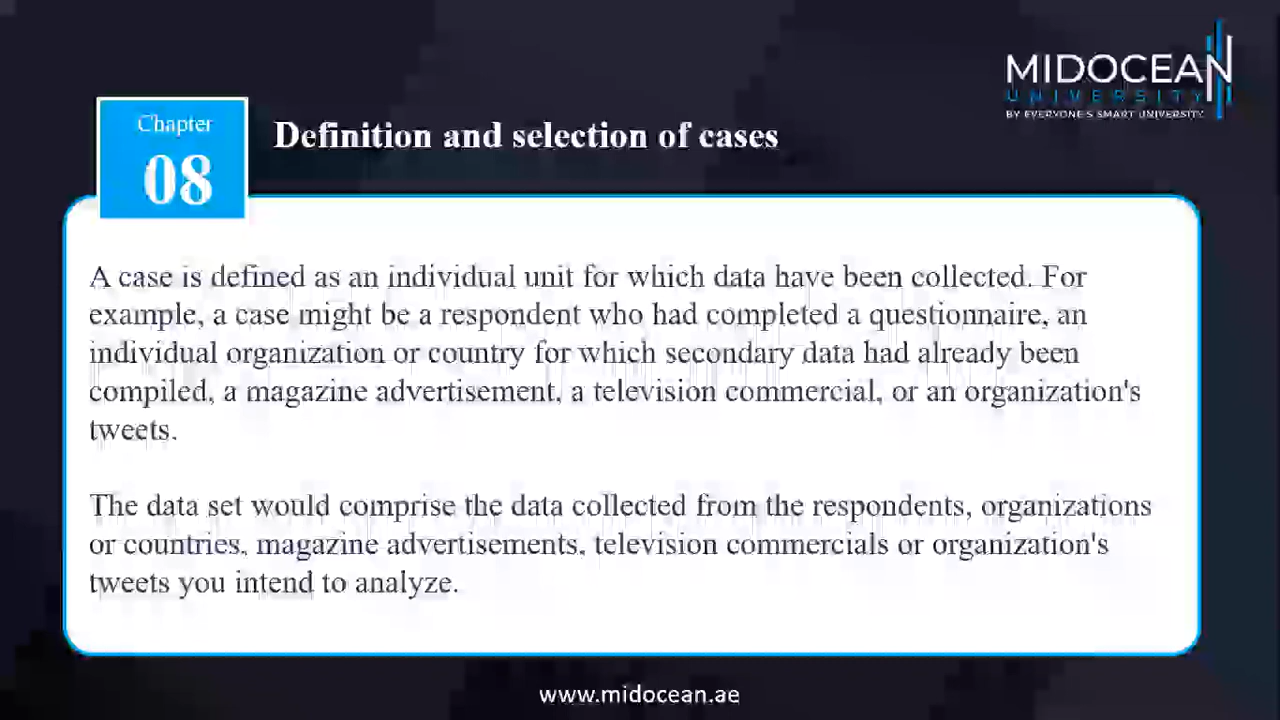 MIDOCEAN
UNIVERSITY
BY EVERYONE'S SMART UNIVERSITY
Chapter
08
Definition and selection of cases
A case is defined as an individual unit for which data have been collected. For
example, a case might be a respondent who had completed a questionnaire, an
individual organization or country for which secondary data had already been
compiled, a magazine advertisement, a television commercial, or an organization's
tweets.
The data set would comprise the data collected from the respondents, organizations
or countries, magazine advertisements, television commercials or organization's
tweets you intend to analyze.
www.midocean.ae